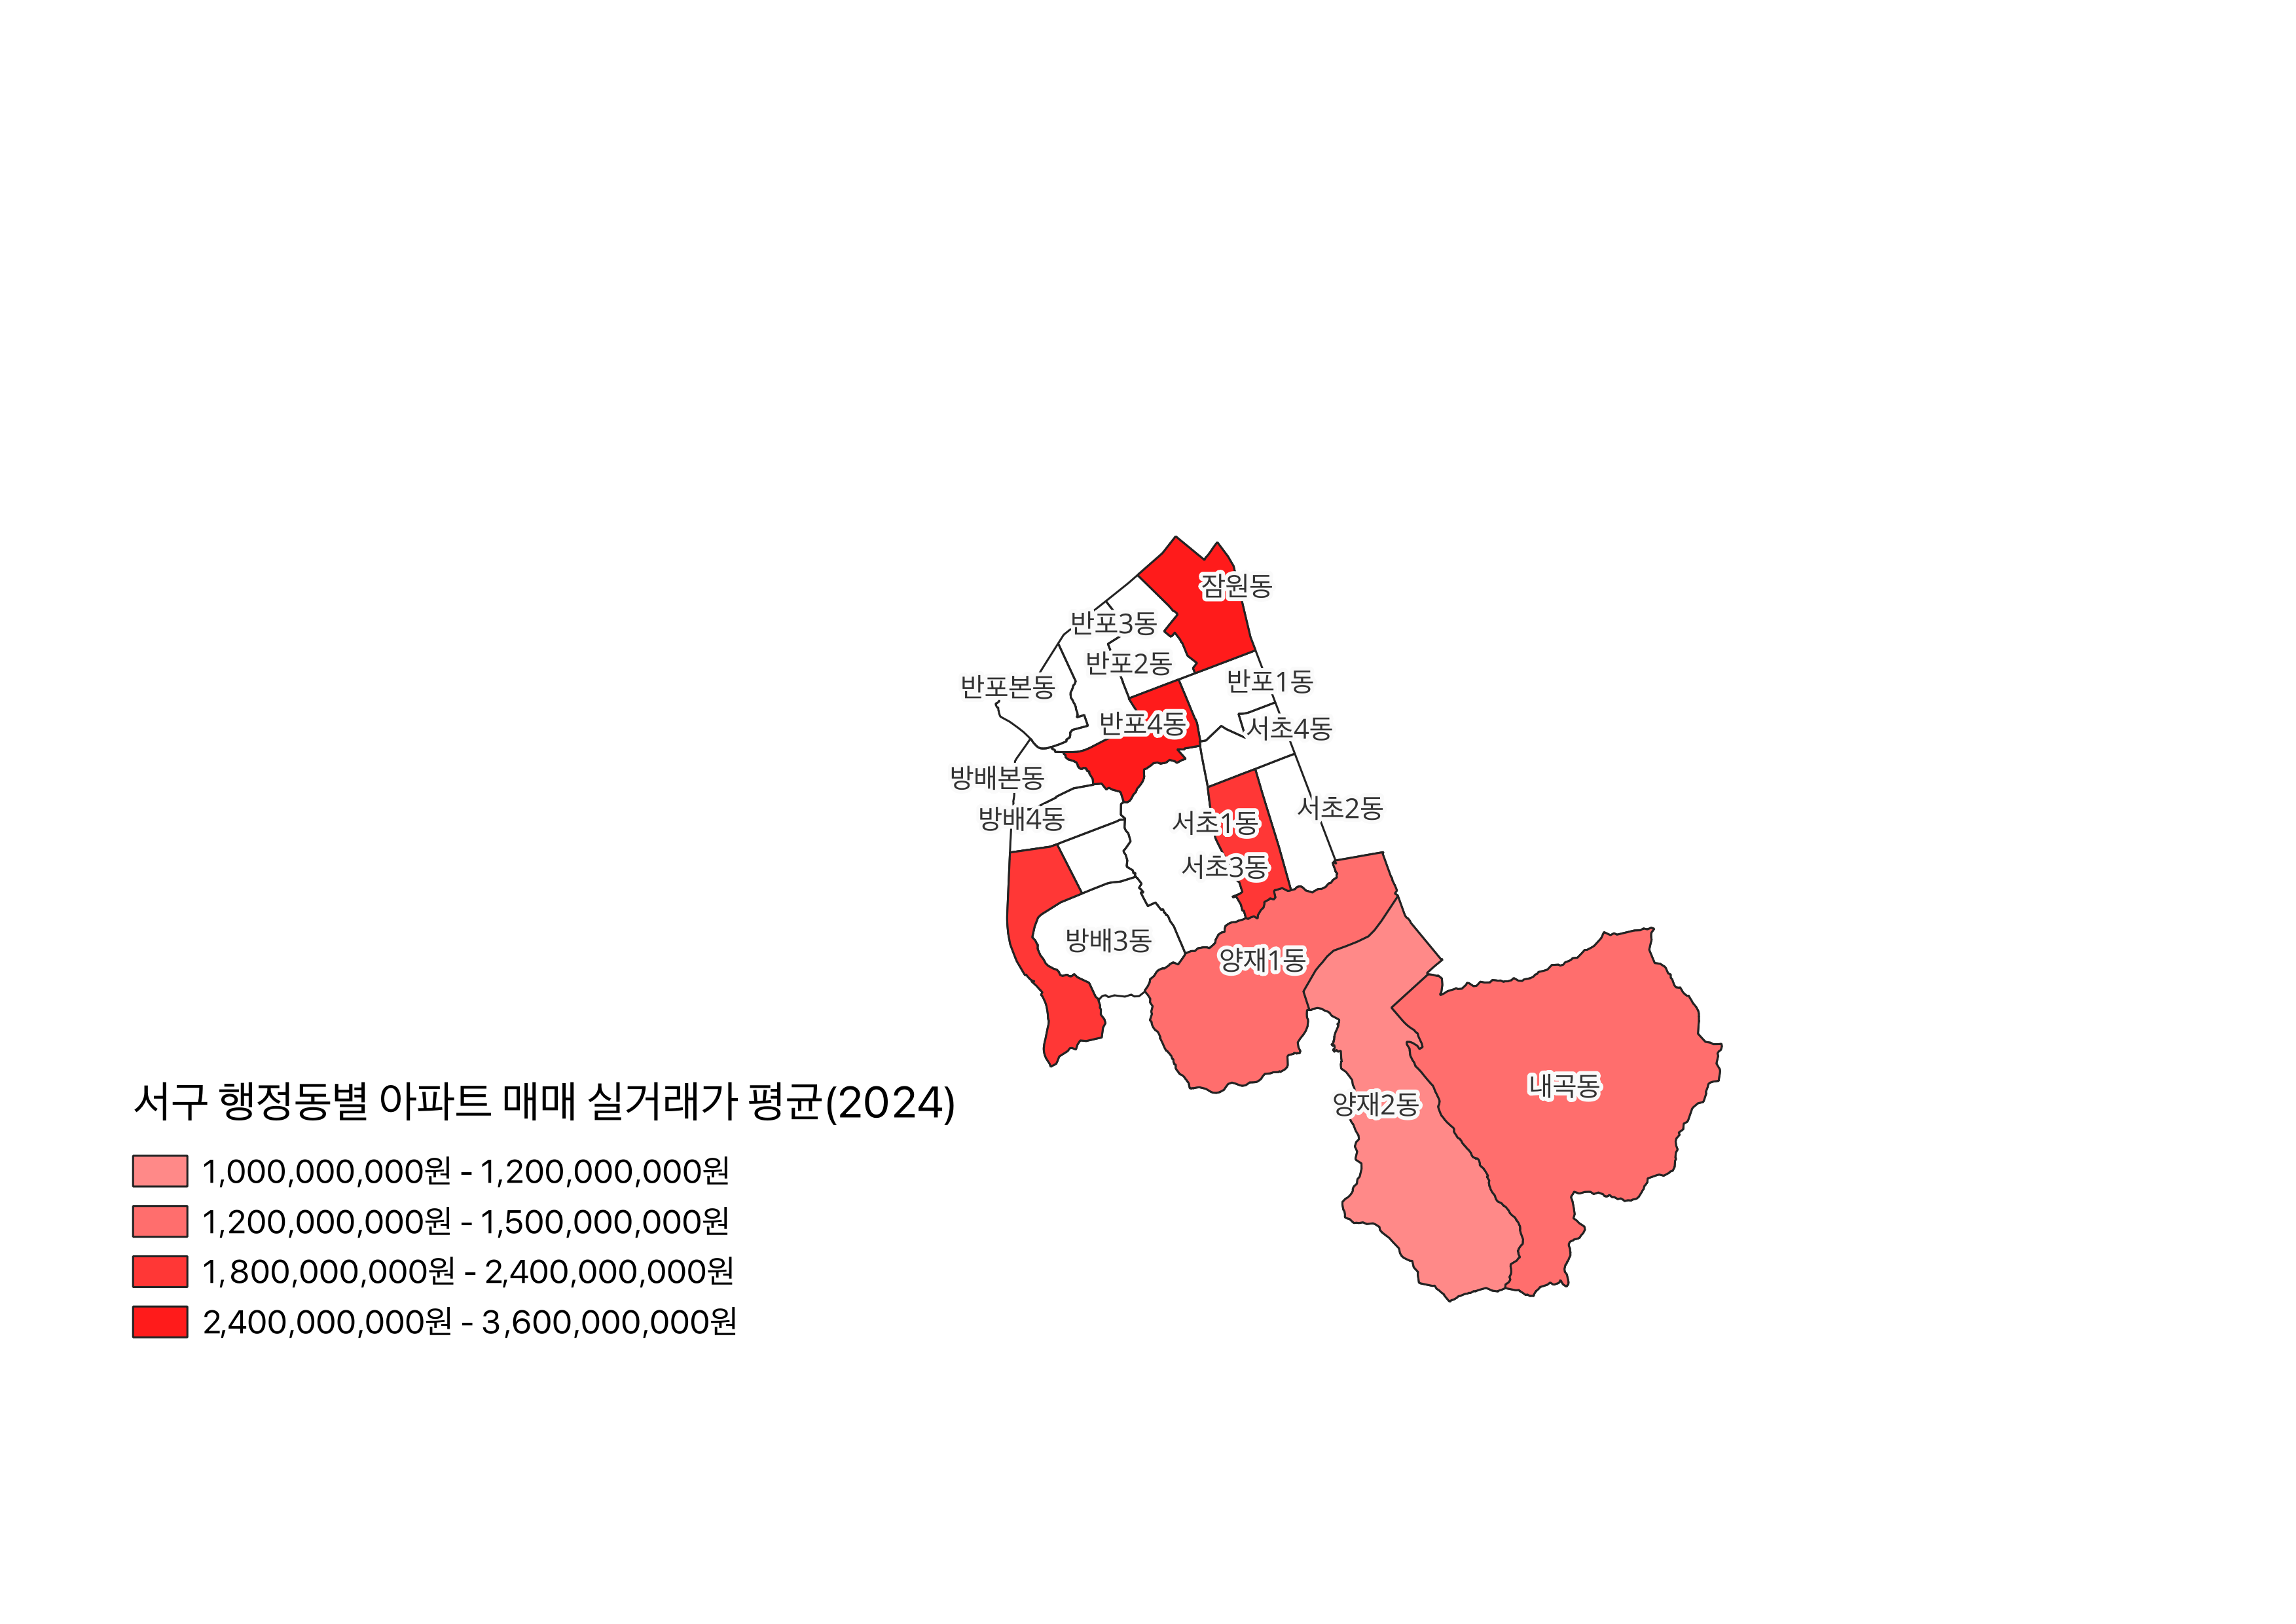 잠원동
반포3동
반포2동
반포본동
반포1동
반포4동
서초4동
방배본동
방배4동
서초2동
서초1동
서초3동
방배3동
양재1동
내곡동
양재2동
서구 행정동별 아파트 매매 실거래가 평균(2024)
1,000,000,000원 - 1,200,000,000원
1,200,000,000원 - 1,500,000,000원
1,800,000,000원 - 2,400,000,000원
2,400,000,000원 - 3,600,000,000원